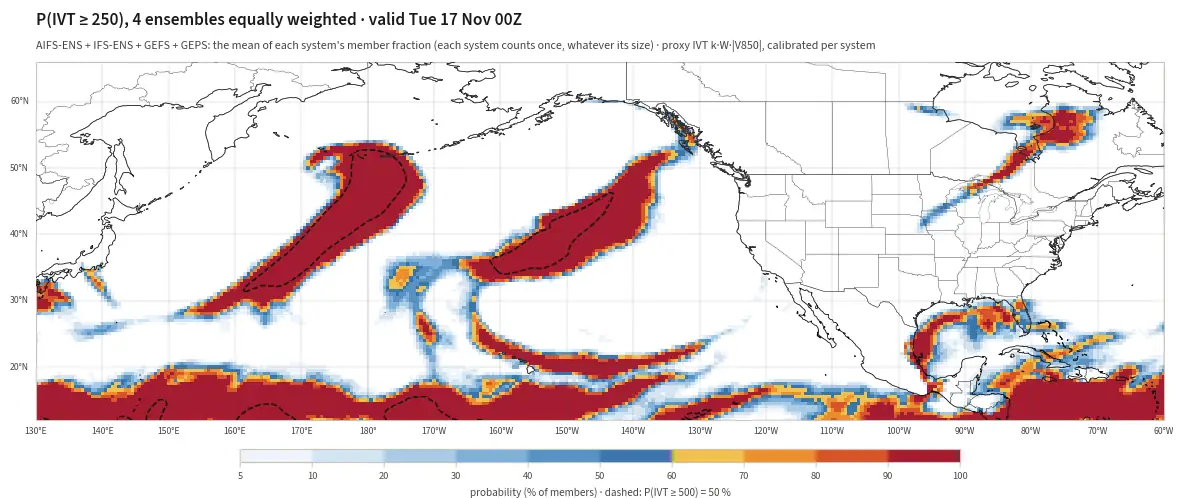 P(IVT ≥ 250), 4 ensembles equally weighted · valid Tue 17 Nov 00Z
AIFS-ENS + IFS-ENS + GEFS + GEPS: the mean of each system's member fraction (each system counts once, whatever its size) · proxy IVT k·W·|V850|, calibrated per system
60°N
50°N
40°N
30°N
20°N
130°E 140°E 150°E 160°E 170°E 180° 170°W 160°W 150°W 140°W 130°W 120°W 110°W 100°W 90°W 80°W 70°W 60°W
5 10 20 30 40 50 60 70 80 90 100
probability (% of members) · dashed: P(IVT ≥ 500) = 50 %